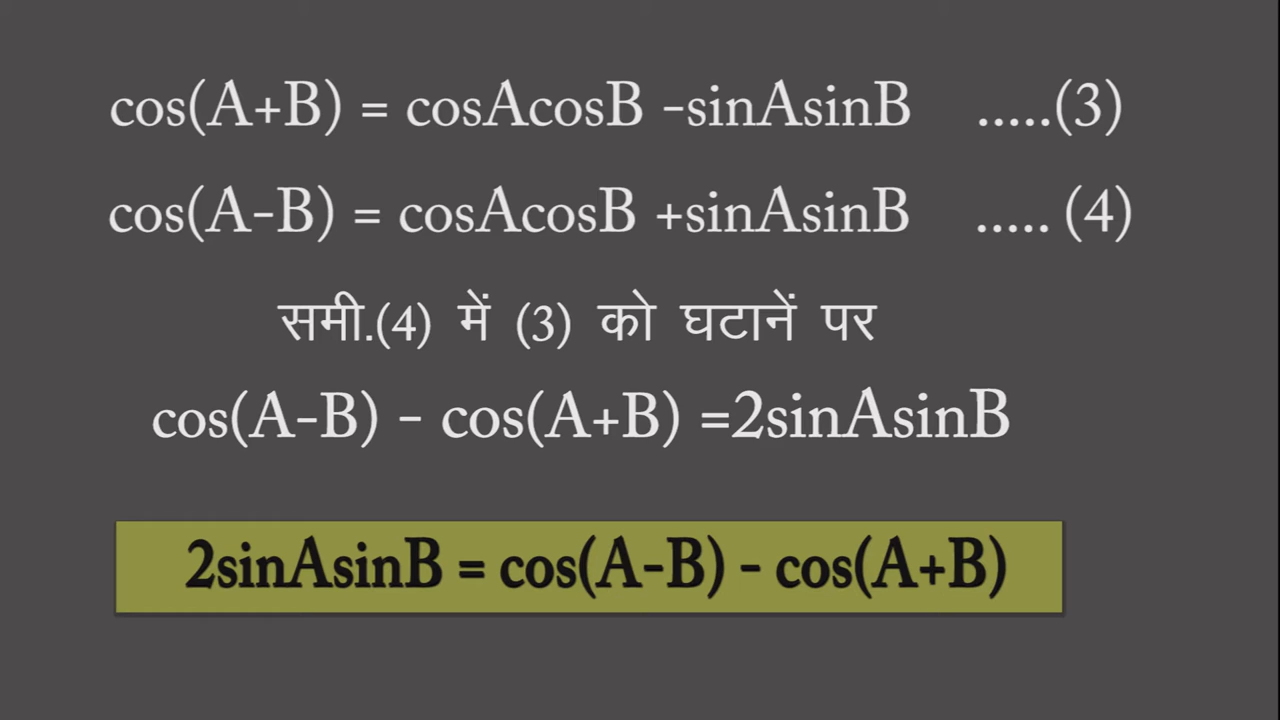 cos(A+B) = cosAcosB -sinAsinB .....(3)
cos(A-B) = cosAcosB +sinAsinB ..... (4)
समी.(4) में (3) को घटानें पर
cos(A-B) - cos(A+B) =2sinAsinB
2sinAsinB = cos(A-B) - cos(A+B)